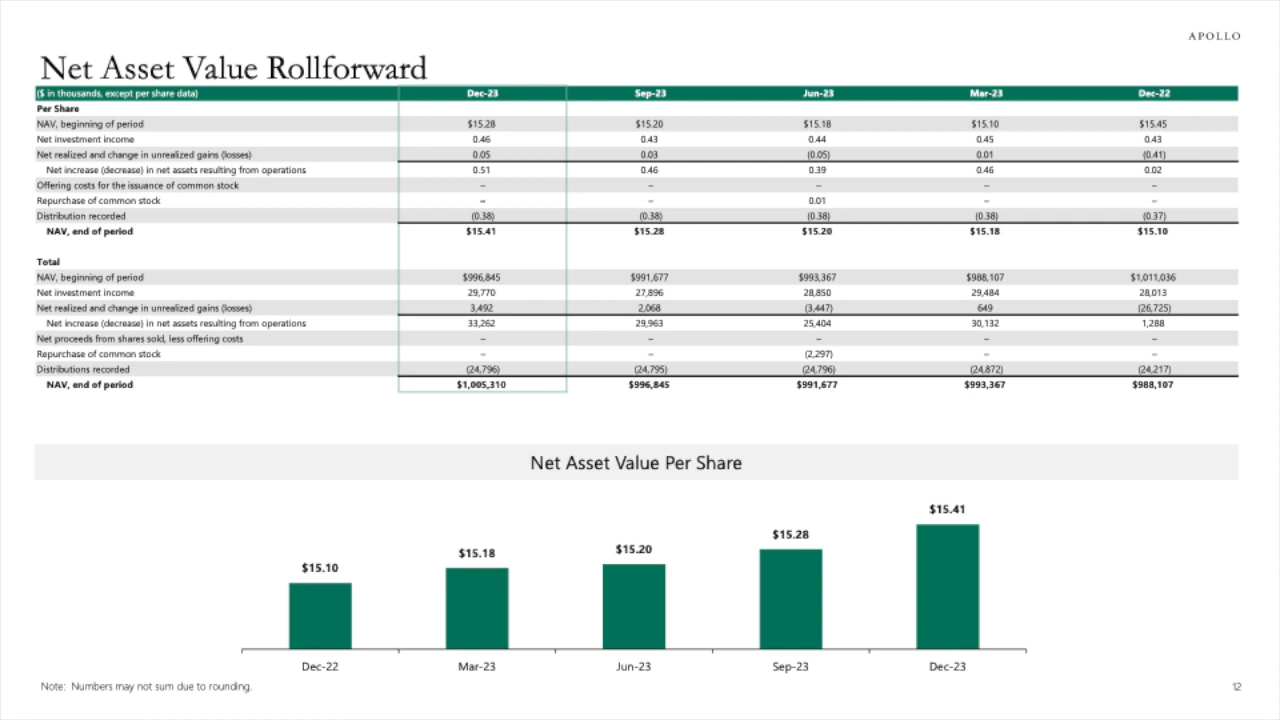 APOLLO
Net Asset Value Rollforward
($ in thousands, except per share data) Dec-23 Sep-23 Jun-23 Mar-23 Dec-22
Per Share
NAV, beginning of period $15.28 $15.20 $15.18 $15.10 $15.45
Net investment income 0.46 0.43 0.44 0.45 0.43
Net realized and change in unrealized gains (losses) 0.05 0.03 (0.05) 0.01 (0.41)
Net increase (decrease) in net assets resulting from operations 0.51 0.46 0.39 0.46 0.02
Offering costs for the issuance of common stock – – – – –
Repurchase of common stock – – 0.01 – –
Distribution recorded (0.38) (0.38) (0.38) (0.38) (0.37)
NAV, end of period $15.41 $15.28 $15.20 $15.18 $15.10
Total
NAV, beginning of period $996,845 $991,677 $993,367 $988,107 $1,011,036
Net investment income 29,770 27,896 28,850 29,484 28,013
Net realized and change in unrealized gains (losses) 3,492 2,068 (3,447) 649 (26,725)
Net increase (decrease) in net assets resulting from operations 33,262 29,963 25,404 30,132 1,288
Net proceeds from shares sold, less offering costs – – – – –
Repurchase of common stock – – (2,297) – –
Distributions recorded (24,796) (24,795) (24,796) (24,872) (24,217)
NAV, end of period $1,005,310 $996,845 $991,677 $993,367 $988,107
Net Asset Value Per Share
$15.10 $15.18 $15.20 $15.28 $15.41
Dec-22 Mar-23 Jun-23 Sep-23 Dec-23
Note: Numbers may not sum due to rounding.
12